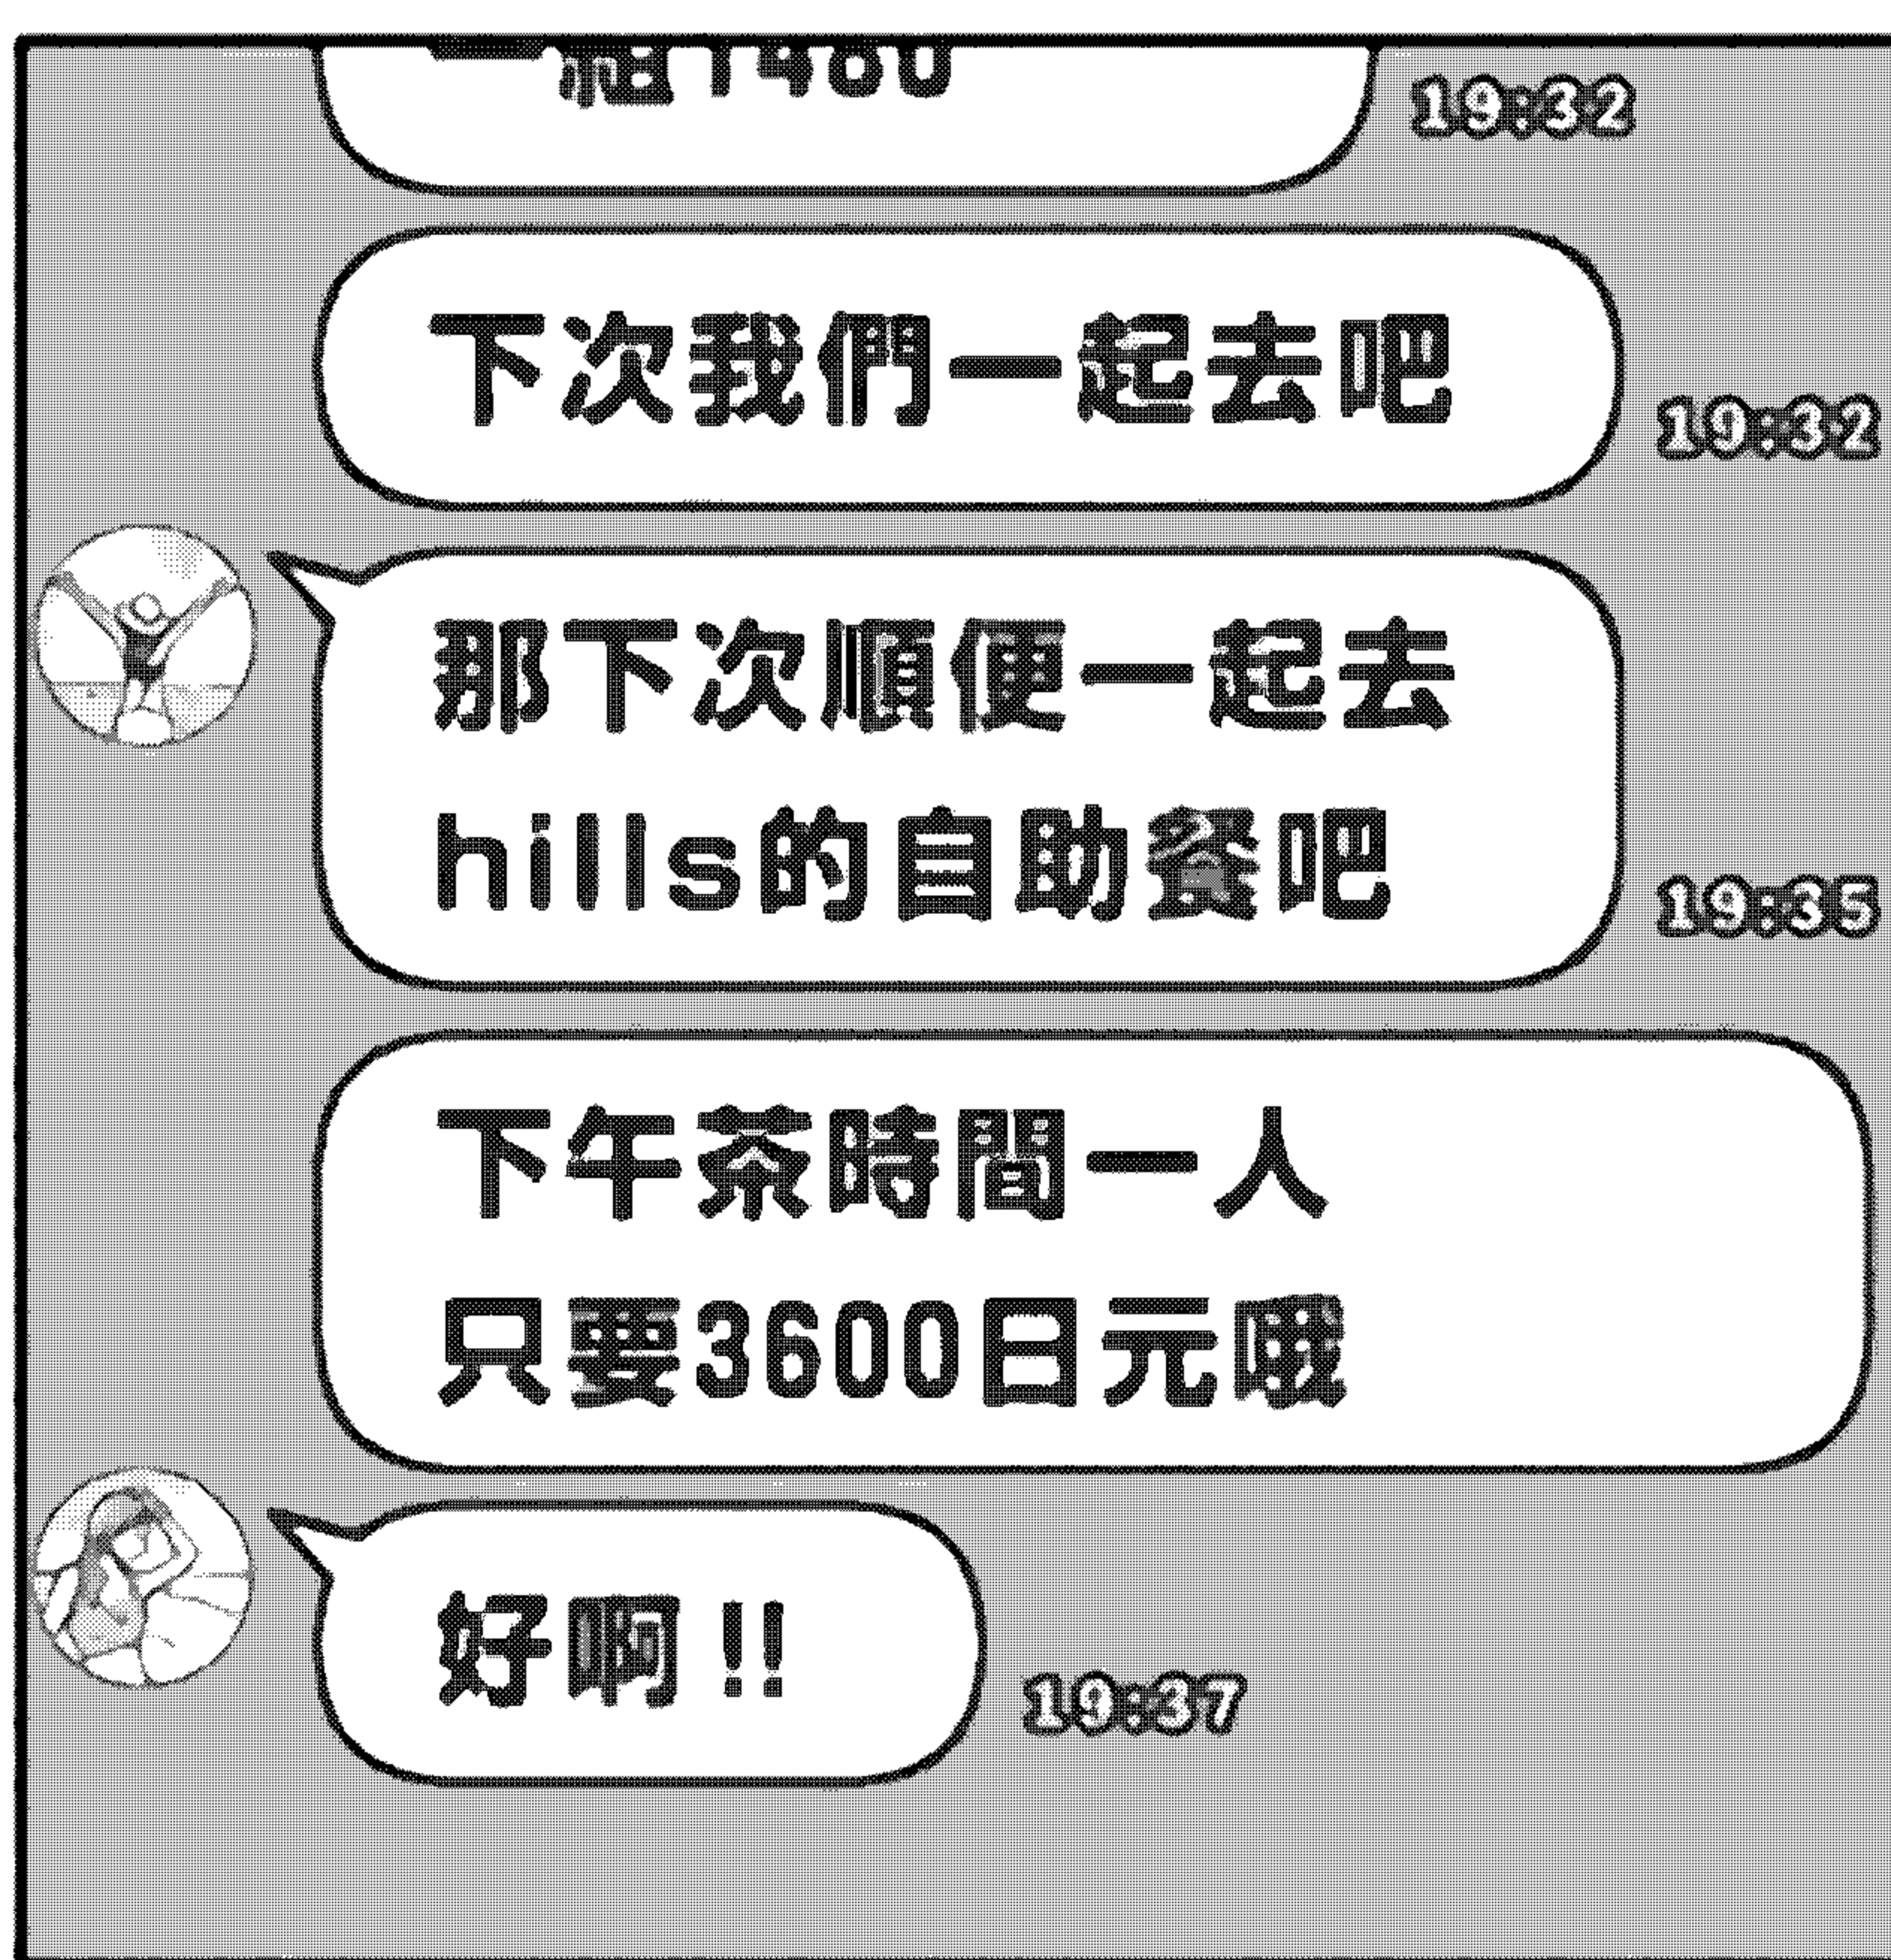 19:32
下次我們一起去吧
19:32
那下次順便一起去
hills的自助餐吧
19:35
下午茶時間一人
只要3600日元哦
好啊!!
19:37